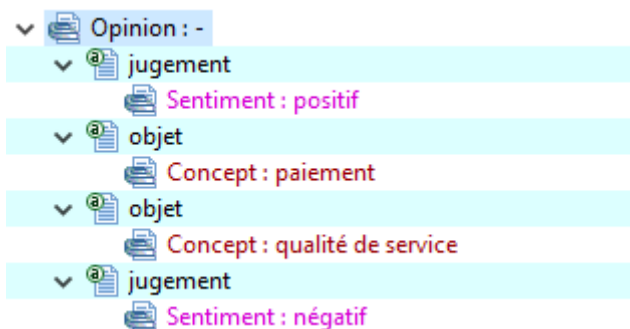 Opinion : -
jugement
Sentiment : positif
objet
Concept : paiement
objet
Concept : qualité de service
jugement
Sentiment : négatif